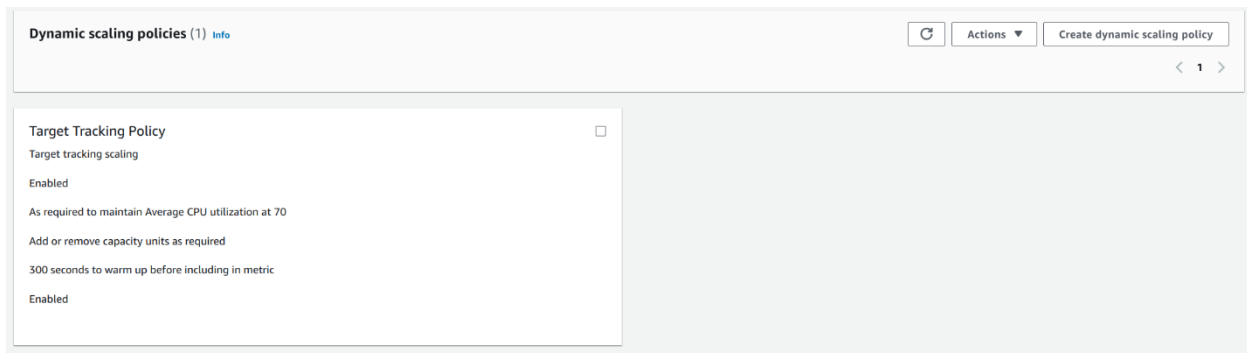 Dynamic scaling policies (1) Info
Actions ▼
Create dynamic scaling policy
< 1 >
Target Tracking Policy
Target tracking scaling
Enabled
As required to maintain Average CPU utilization at 70
Add or remove capacity units as required
300 seconds to warm up before including in metric
Enabled